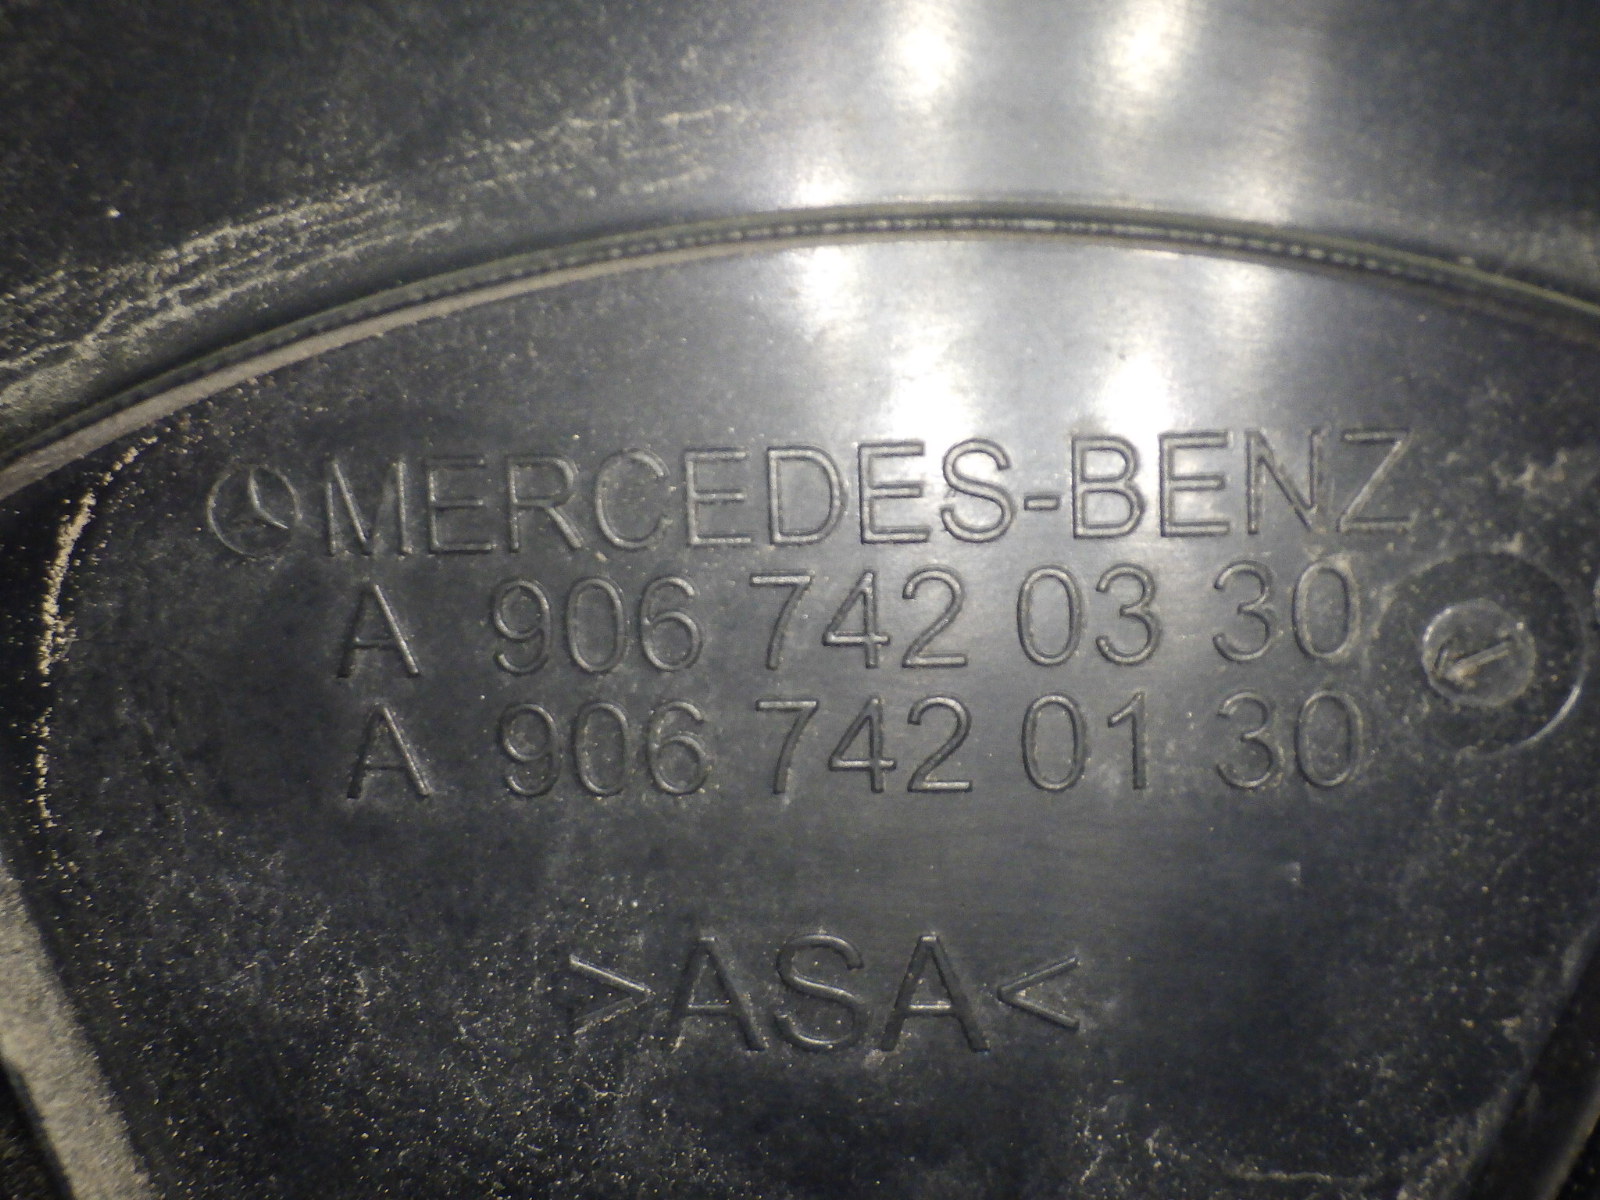 MERCEDES-BENZ
A 906 742 03 30
A 906 742 01 30
>ASA<